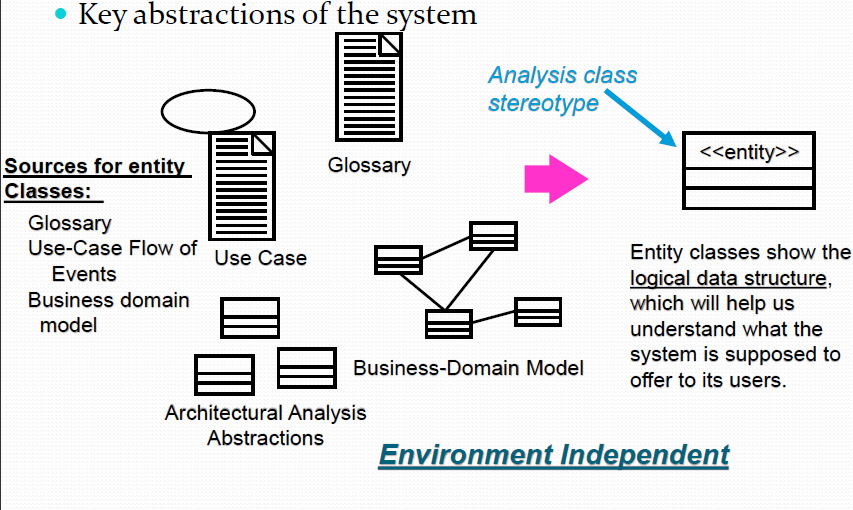 Key abstractions of the system
Analysis class
stereotype
<<entity>>
Glossary
Sources for entity
Classes:
Glossary
Use-Case Flow of
Events
Business domain
model
Use Case
Entity classes show the
logical data structure,
which will help us
understand what the
system is supposed to
offer to its users.
Business-Domain Model
Architectural Analysis
Abstractions
Environment Independent